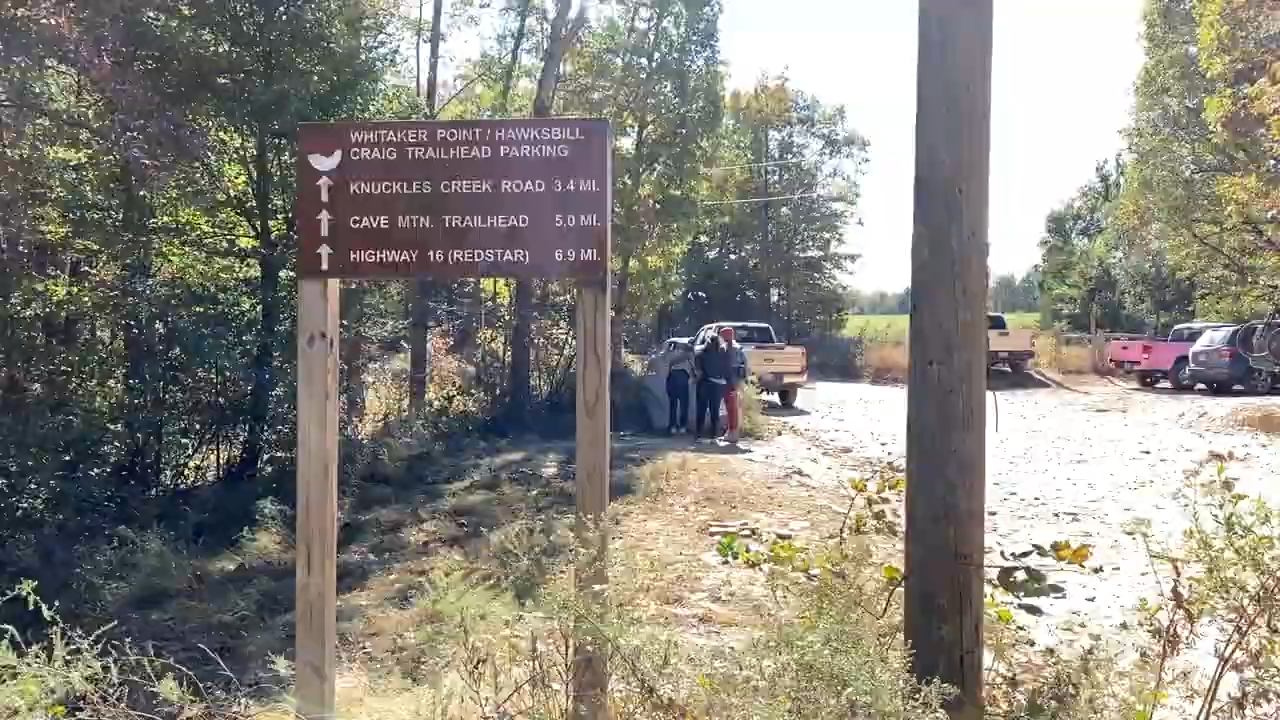 WHITAKER POINT / HAWKSBILL
CRAIG TRAILHEAD PARKING
KNUCKLES CREEK ROAD 3.4 MI.
CAVE MTN. TRAILHEAD 5.0 MI.
HIGHWAY 16 (REDSTAR) 6.9 MI.